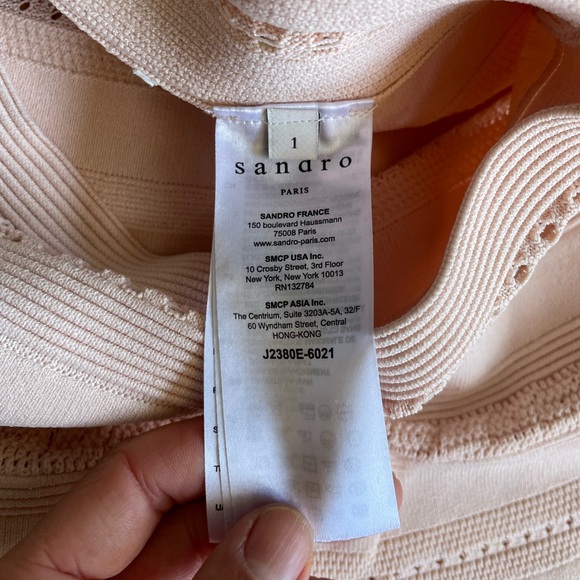 1
sandro
PARIS
SANDRO FRANCE
150 boulevard Haussmann
75008 Paris
www.sandro-paris.com
SMCP USA Inc.
10 Crosby Street, 3rd Floor
New York, New York 10013
RN132784
SMCP ASIA Inc.
The Centrium, Suite 3203A-5A, 32/F
60 Wyndham Street, Central
HONG-KONG
J2380E-6021